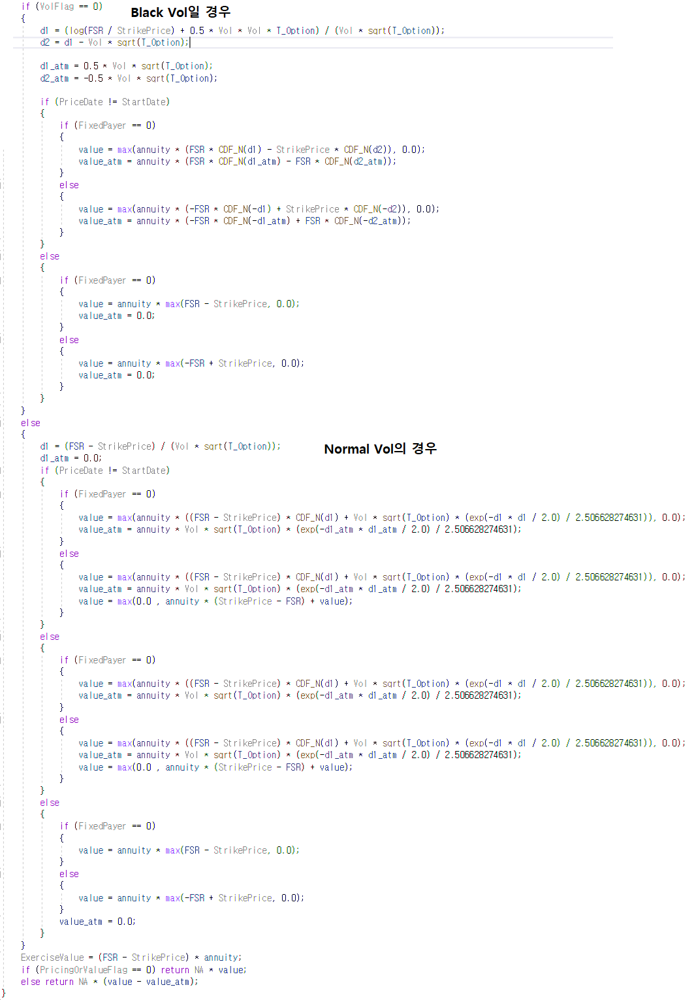 if (VolFlag == 0)
Black Vol일 경우
{
d1 = (log(FSR / StrikePrice) + 0.5 * Vol * Vol * T_Option) / (Vol * sqrt(T_Option));
d2 = d1 - Vol * sqrt(T_Option);
d1_atm = 0.5 * Vol * sqrt(T_Option);
d2_atm = -0.5 * Vol * sqrt(T_Option);
if (PriceDate != StartDate)
{
if (FixedPayer == 0)
{
value = max(annuity * (FSR * CDF_N(d1) - StrikePrice * CDF_N(d2)), 0.0);
value_atm = annuity * (FSR * CDF_N(d1_atm) - FSR * CDF_N(d2_atm));
}
else
{
value = max(annuity * (-FSR * CDF_N(-d1) + StrikePrice * CDF_N(-d2)), 0.0);
value_atm = annuity * (-FSR * CDF_N(-d1_atm) + FSR * CDF_N(-d2_atm));
}
}
else
{
if (FixedPayer == 0)
{
value = annuity * max(FSR - StrikePrice, 0.0);
value_atm = 0.0;
}
else
{
value = annuity * max(-FSR + StrikePrice, 0.0);
value_atm = 0.0;
}
}
}
else
{
d1 = (FSR - StrikePrice) / (Vol * sqrt(T_Option));
Normal Vol의 경우
d1_atm = 0.0;
if (PriceDate != StartDate)
{
if (FixedPayer == 0)
{
value = max(annuity * ((FSR - StrikePrice) * CDF_N(d1) + Vol * sqrt(T_Option) * (exp(-d1 * d1 / 2.0) / 2.506628274631)), 0.0);
value_atm = annuity * Vol * sqrt(T_Option) * (exp(-d1_atm * d1_atm / 2.0) / 2.506628274631);
}
else
{
value = max(annuity * ((FSR - StrikePrice) * CDF_N(d1) + Vol * sqrt(T_Option) * (exp(-d1 * d1 / 2.0) / 2.506628274631)), 0.0);
value_atm = annuity * Vol * sqrt(T_Option) * (exp(-d1_atm * d1_atm / 2.0) / 2.506628274631);
value = max(0.0 , annuity * (StrikePrice - FSR) + value);
}
}
else
{
if (FixedPayer == 0)
{
value = max(annuity * ((FSR - StrikePrice) * CDF_N(d1) + Vol * sqrt(T_Option) * (exp(-d1 * d1 / 2.0) / 2.506628274631)), 0.0);
value_atm = annuity * Vol * sqrt(T_Option) * (exp(-d1_atm * d1_atm / 2.0) / 2.506628274631);
}
else
{
value = max(annuity * ((FSR - StrikePrice) * CDF_N(d1) + Vol * sqrt(T_Option) * (exp(-d1 * d1 / 2.0) / 2.506628274631)), 0.0);
value_atm = annuity * Vol * sqrt(T_Option) * (exp(-d1_atm * d1_atm / 2.0) / 2.506628274631);
value = max(0.0 , annuity * (StrikePrice - FSR) + value);
}
}
else
{
if (FixedPayer == 0)
{
value = annuity * max(FSR - StrikePrice, 0.0);
}
else
{
value = annuity * max(-FSR + StrikePrice, 0.0);
}
value_atm = 0.0;
}
}
ExerciseValue = (FSR - StrikePrice) * annuity;
if (PricingOrValueFlag == 0) return NA * value;
else return NA * (value - value_atm);
}